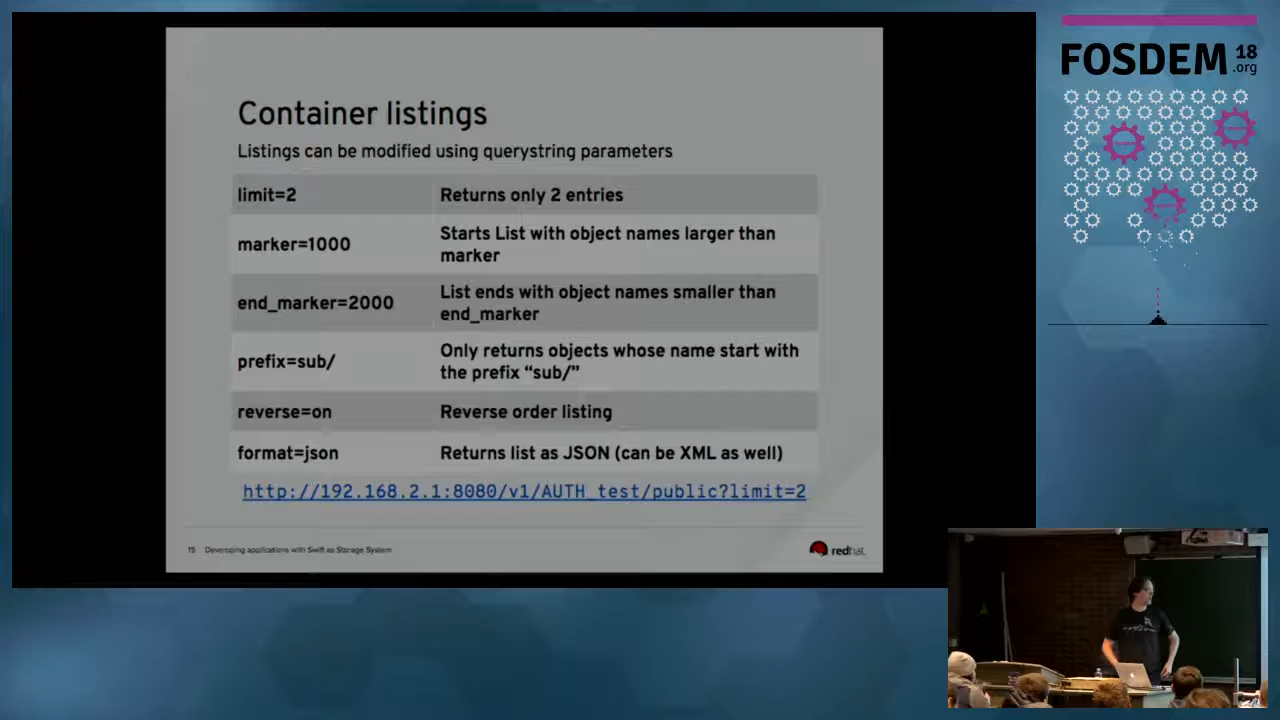 FOSDEM 18
.org
Container listings
Listings can be modified using querystring parameters
limit=2 Returns only 2 entries
marker=1000 Starts List with object names larger than
marker
end_marker=2000 List ends with object names smaller than
end_marker
prefix=sub/ Only returns objects whose name start with
the prefix “sub/”
reverse=on Reverse order listing
format=json Returns list as JSON (can be XML as well)
http://192.168.2.1:8080/v1/AUTH_test/public?limit=2
15 Developing applications with Swift as Storage System
redhat.